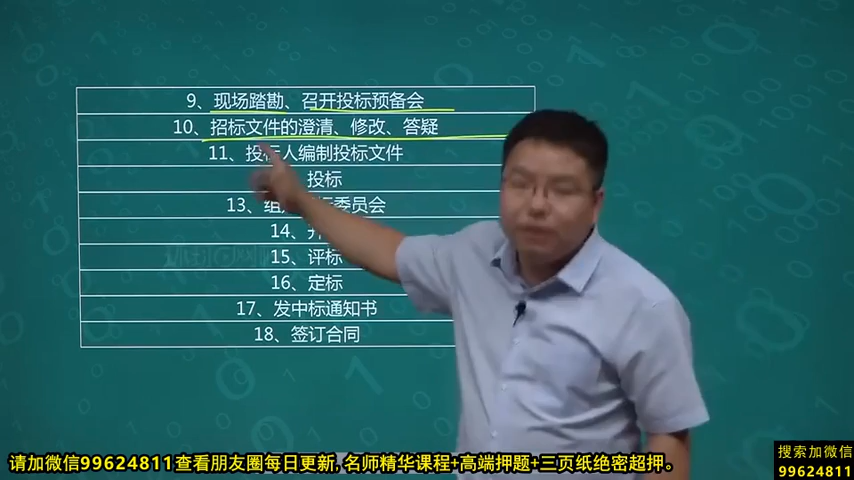 9、现场踏勘、召开投标预备会
10、招标文件的澄清、修改、答疑
11、投标人编制投标文件
投标
13、组 委员会
14、开
15、评标
16、定标
17、发中标通知书
18、签订合同
请加微信99624811查看朋友圈每日更新,名师精华课程+高端押题+三页纸绝密超押。
搜索加微信
99624811